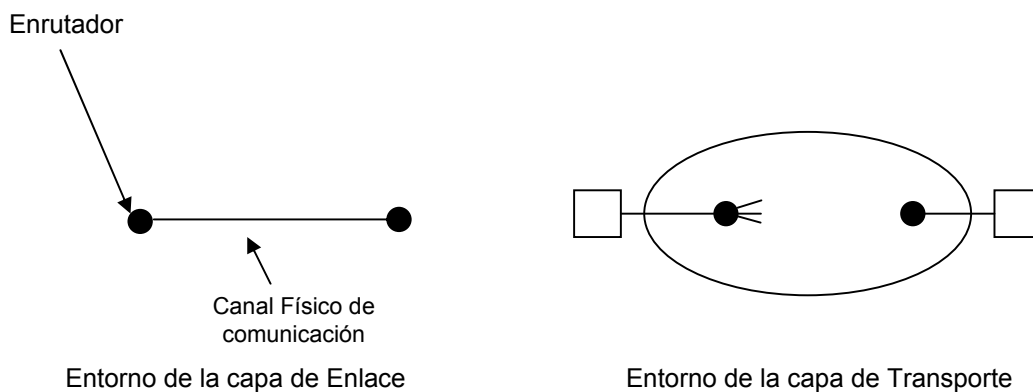 Enrutador
Canal Físico de
comunicación
Entorno de la capa de Enlace
Entorno de la capa de Transporte